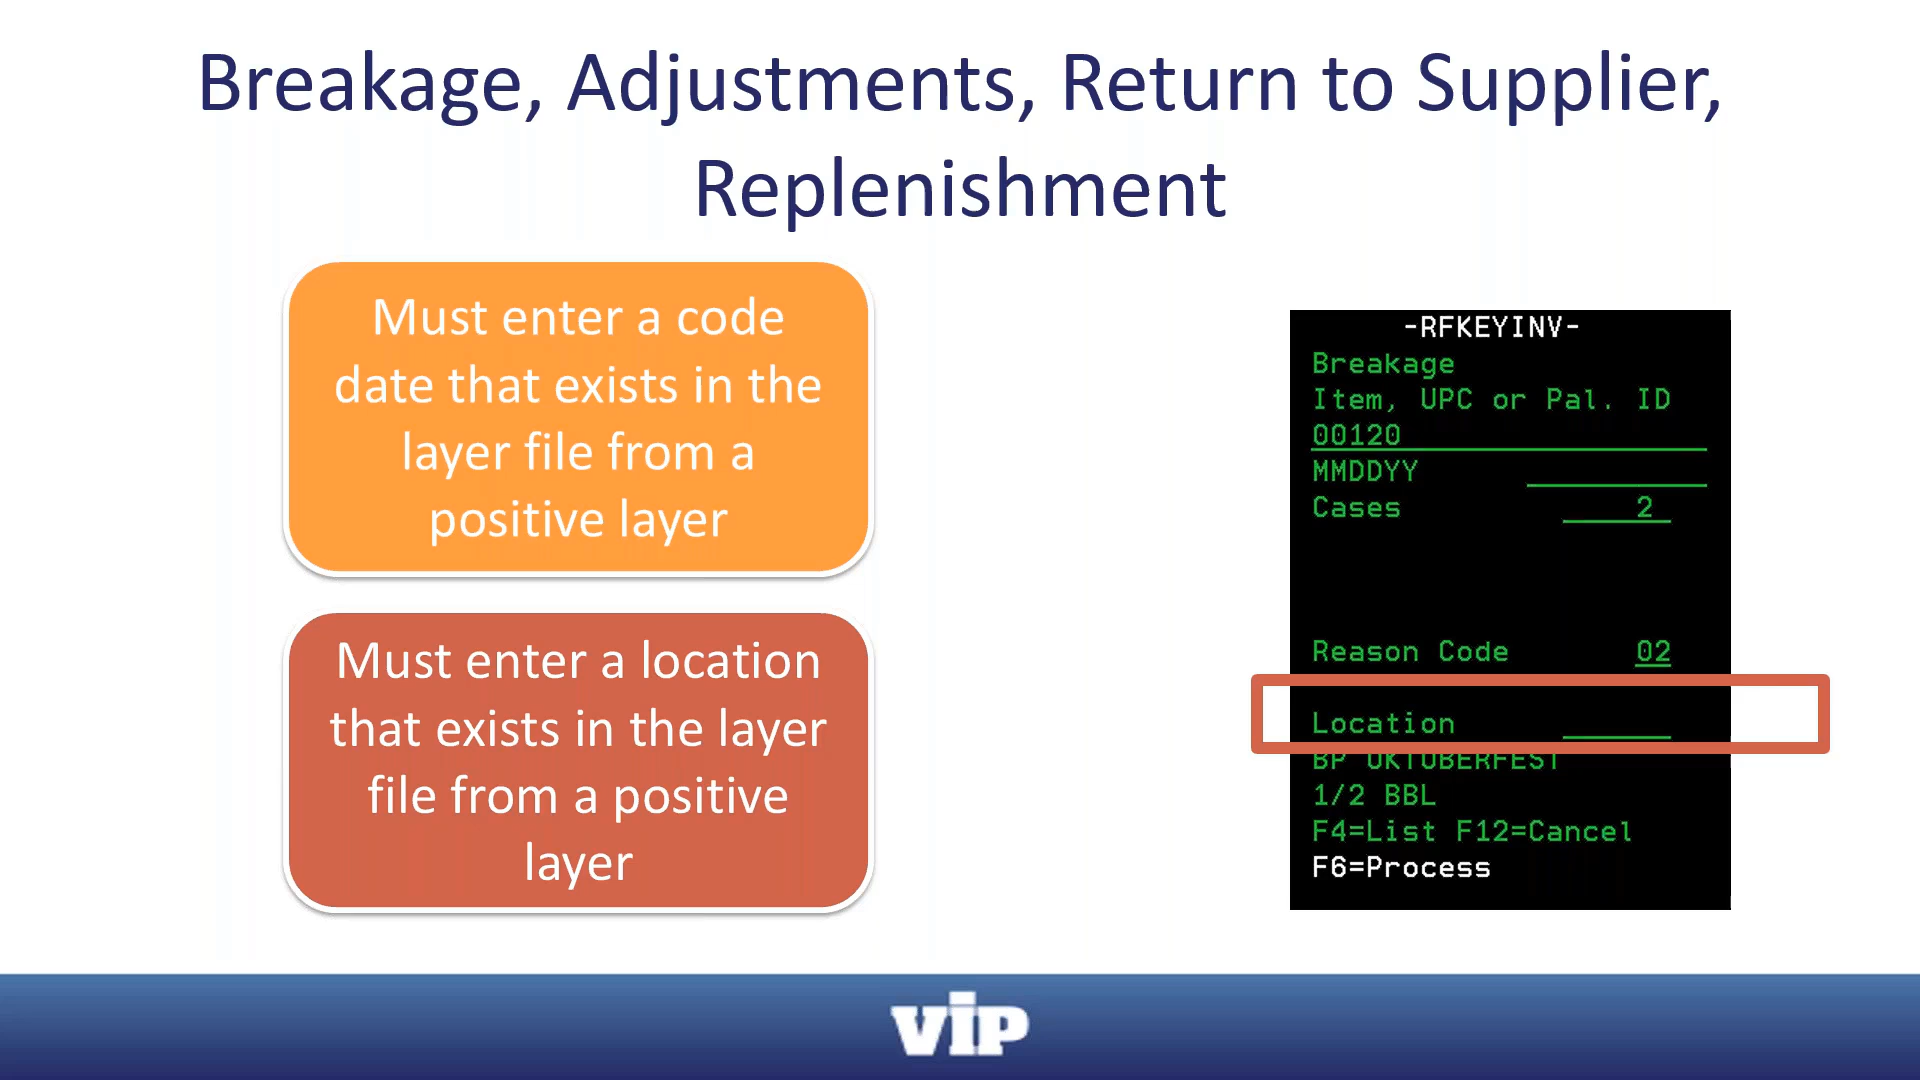 Breakage, Adjustments, Return to Supplier,
Replenishment
Must enter a code
date that exists in the
layer file from a
positive layer
Must enter a location
that exists in the layer
file from a positive
layer
-RFKEYINV-
Breakage
Item, UPC or Pal. ID
00120
MMDDYY
Cases 2
Reason Code 02
Location
BP OKTOBERFEST
1/2 BBL
F4=List F12=Cancel
F6=Process
vip